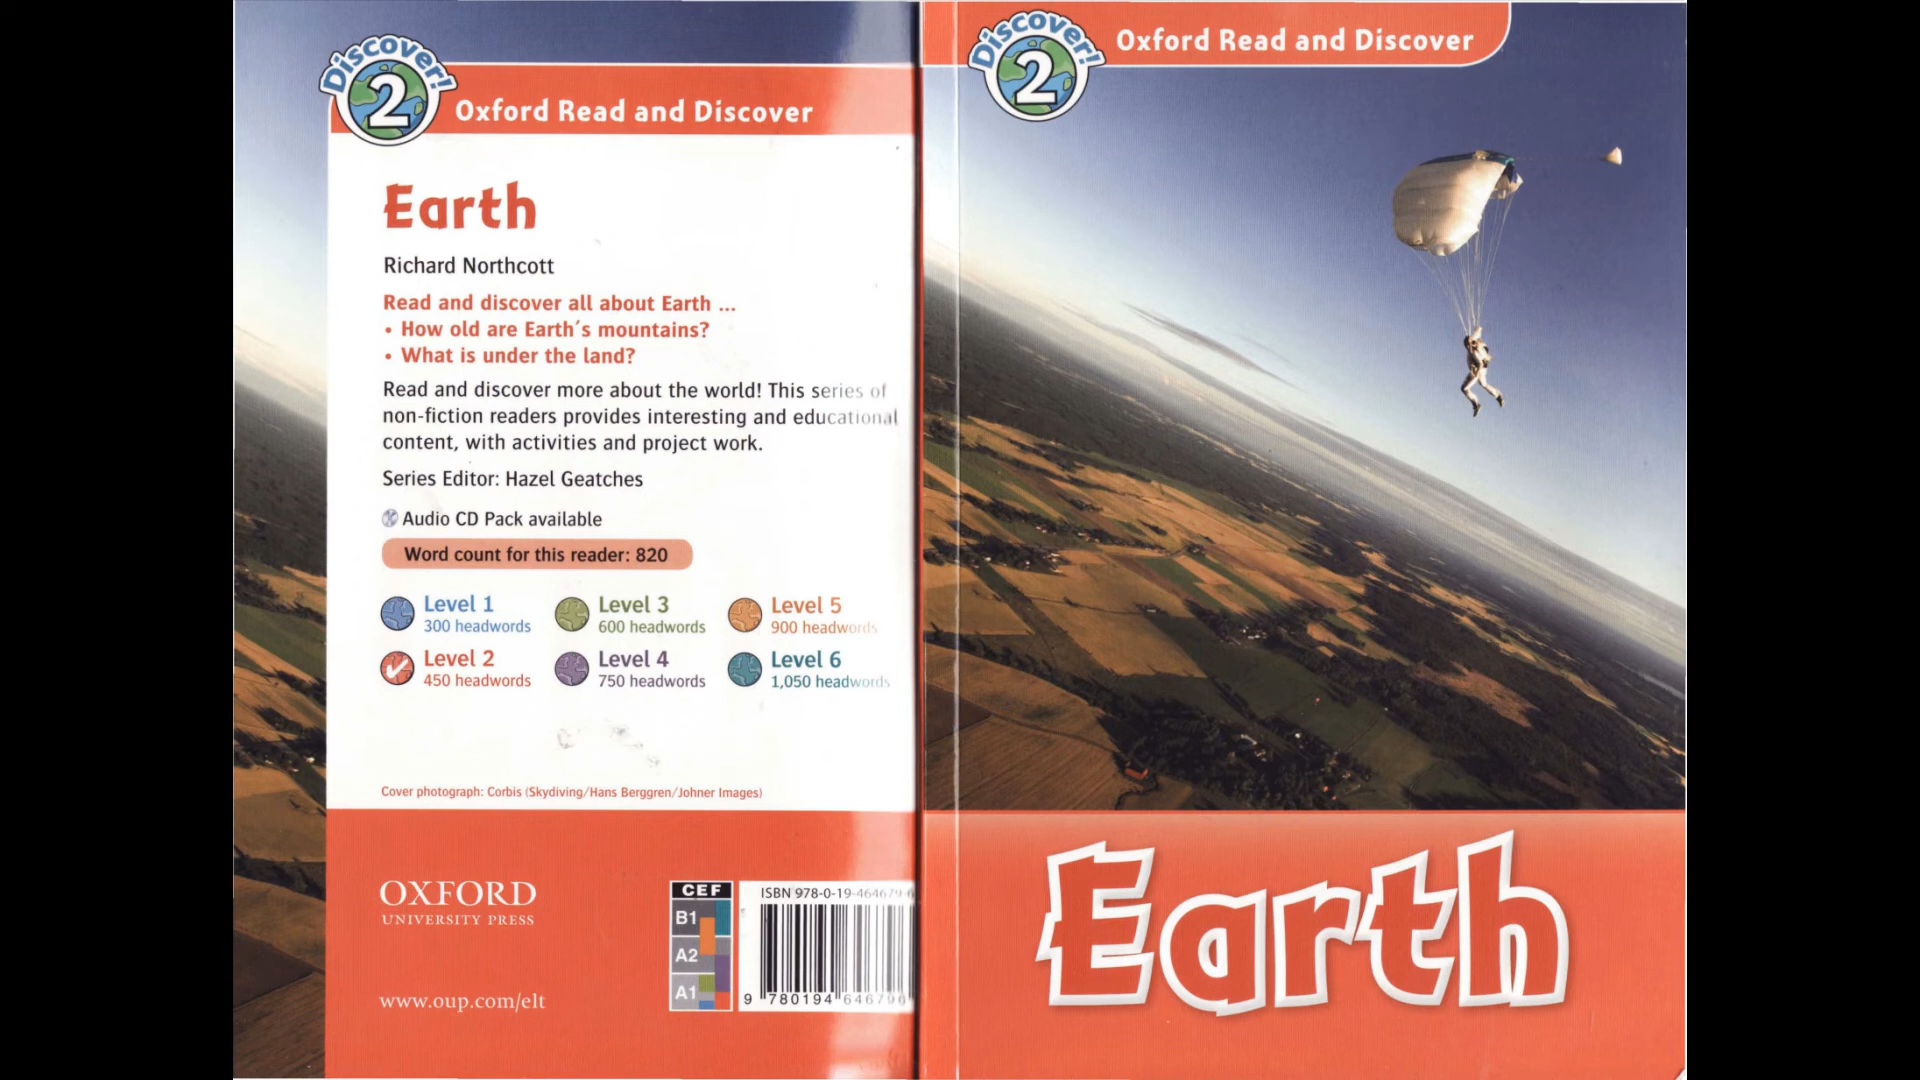 Discover!
2
Oxford Read and Discover
Earth
Richard Northcott
Read and discover all about Earth ...
• How old are Earth´s mountains?
• What is under the land?
Read and discover more about the world! This series of
non-fiction readers provides interesting and educational
content, with activities and project work.
Series Editor: Hazel Geatches
Audio CD Pack available
Word count for this reader: 820
Level 1
300 headwords
Level 3
600 headwords
Level 5
900 headwords
Level 2
450 headwords
Level 4
750 headwords
Level 6
1,050 headwords
Cover photograph: Corbis (Skydiving/Hans Berggren/Johner Images)
OXFORD
UNIVERSITY PRESS
www.oup.com/elt
CEF
B1
A2
A1
ISBN 978-0-19-464679-6
9 780194 646796
Discover!
2
Oxford Read and Discover
Earth